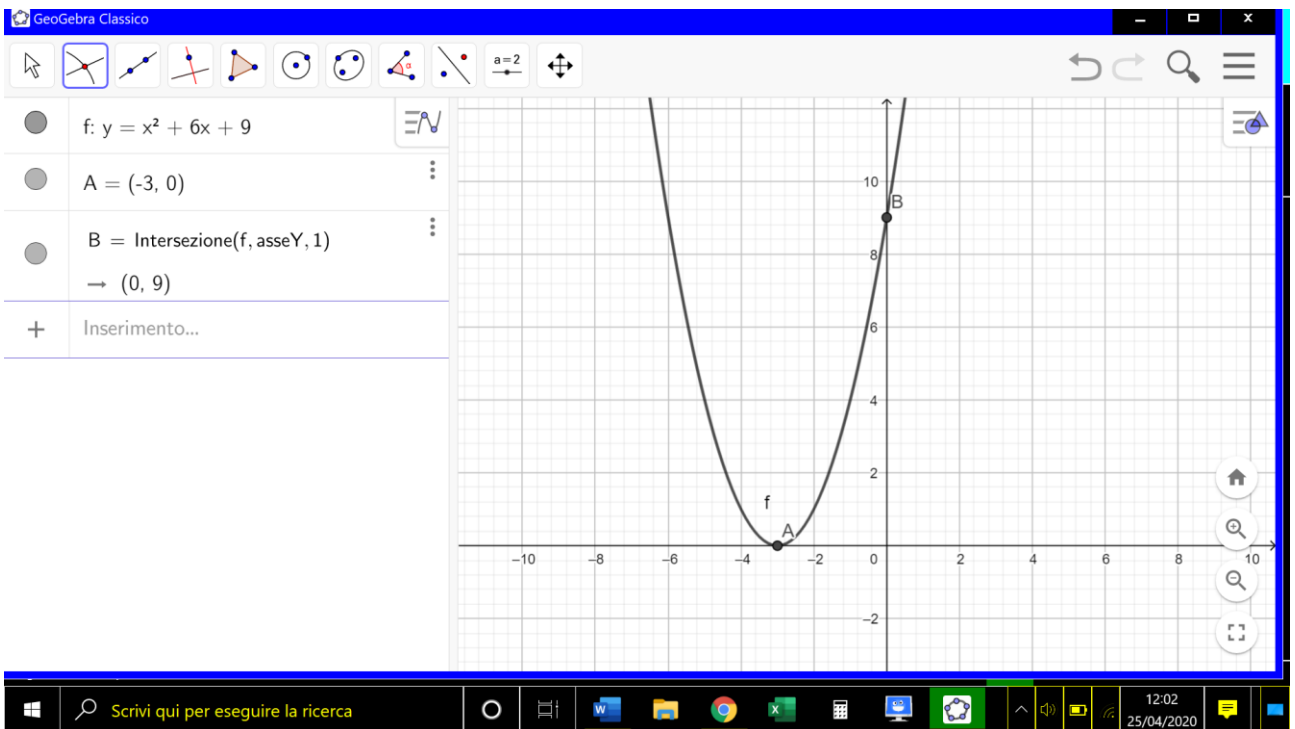 GeoGebra Classico
a = 2
f: y = x² + 6x + 9
A = (-3, 0)
B = Intersezione(f, asseY, 1)
→ (0, 9)
+ Inserimento...
10
B
8
6
4
2
f
A
–10 –8 –6 –4 –2 0 2 4 6 8 10
–2
Scrivi qui per eseguire la ricerca
12:02
25/04/2020